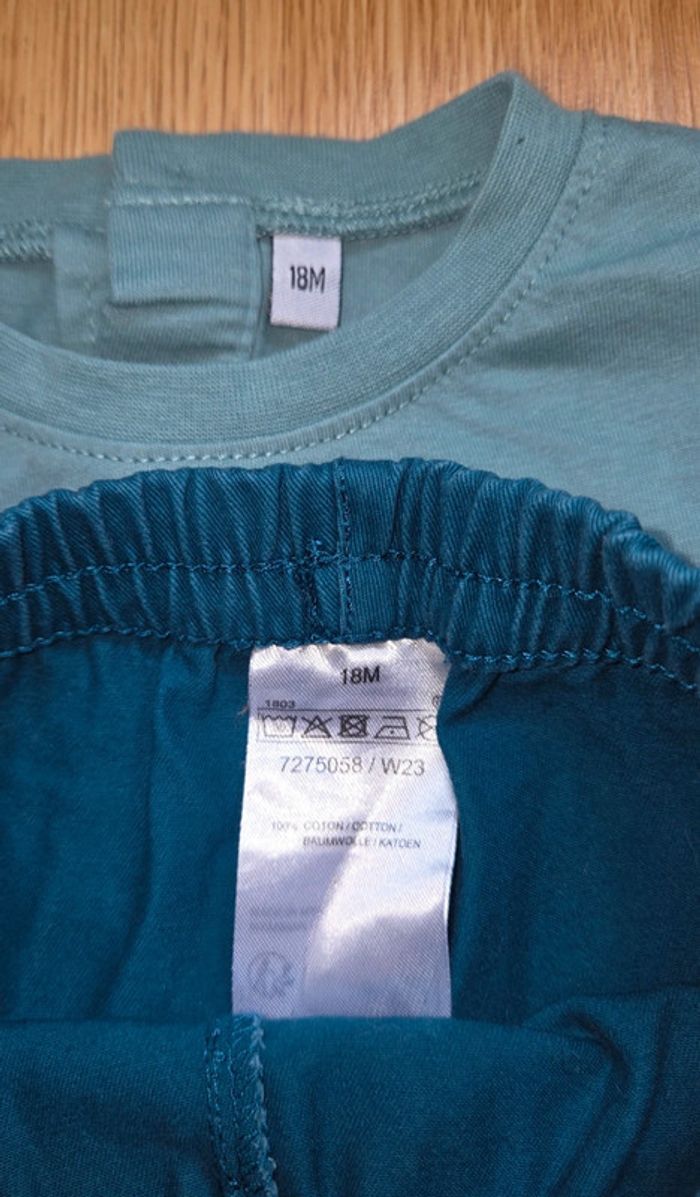 18M
18M
1803
7275058 / W23
100% COTON / COTTON /
BAUMWOLLE / KATOEN